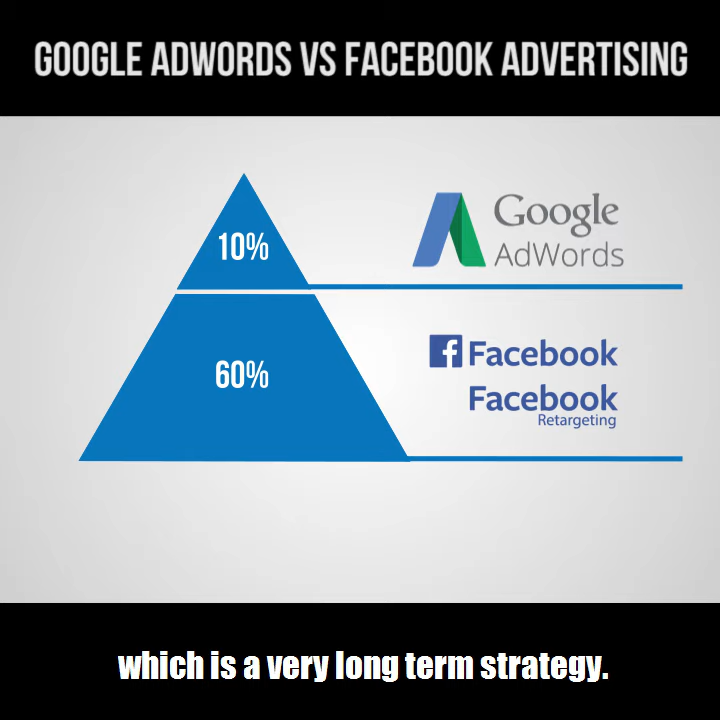 GOOGLE ADWORDS VS FACEBOOK ADVERTISING
10%
Google
AdWords
60%
f Facebook
Facebook
Retargeting
which is a very long term strategy.